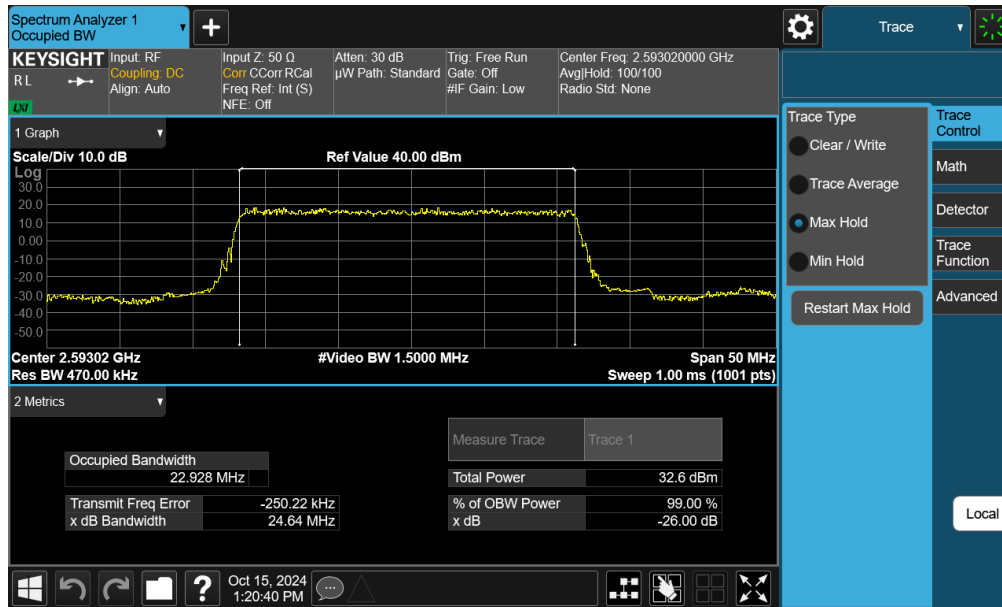 Spectrum Analyzer 1
Occupied BW
Trace
KEYSIGHT
R L
LXI
Input: RF
Coupling: DC
Align: Auto
Input Z: 50 Ω
Corr CCorr RCal
Freq Ref: Int (S)
NFE: Off
Atten: 30 dB
µW Path: Standard
Trig: Free Run
Gate: Off
#IF Gain: Low
Center Freq: 2.593020000 GHz
Avg|Hold: 100/100
Radio Std: None
1 Graph
Scale/Div 10.0 dB
Ref Value 40.00 dBm
Log
30.0
20.0
10.0
0.00
-10.0
-20.0
-30.0
-40.0
-50.0
Center 2.59302 GHz
#Video BW 1.5000 MHz
Span 50 MHz
Res BW 470.00 kHz
Sweep 1.00 ms (1001 pts)
2 Metrics
Measure Trace
Trace 1
Occupied Bandwidth
22.928 MHz
Total Power
32.6 dBm
Transmit Freq Error
-250.22 kHz
% of OBW Power
99.00 %
x dB Bandwidth
24.64 MHz
x dB
-26.00 dB
Trace Type
Clear / Write
Trace Average
Max Hold
Min Hold
Restart Max Hold
Trace
Control
Math
Detector
Trace
Function
Advanced
Local
?
Oct 15, 2024
1:20:40 PM